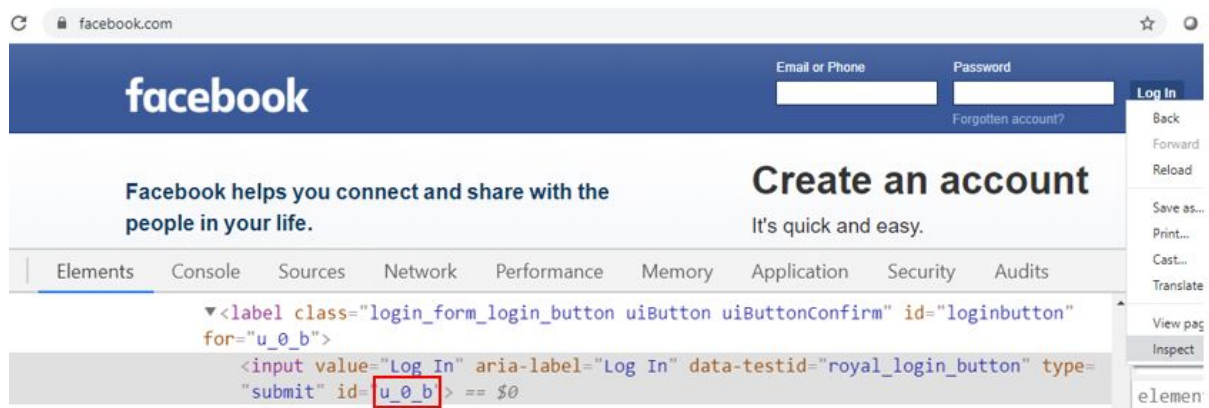 facebook.com
Email or Phone Password
facebook
Log In
Forgotten account?
Back
Forward
Reload
Facebook helps you connect and share with the
people in your life.
Create an account
It's quick and easy.
Save as...
Print...
Cast...
Translate
View pag
Inspect
Elements Console Sources Network Performance Memory Application Security Audits
▼<label class="login_form_login_button uiButton uiButtonConfirm" id="loginbutton"
for="u_0_b">
<input value="Log In" aria-label="Log In" data-testid="royal_login_button" type=
"submit" id="u_0_b"> == $0
elemen